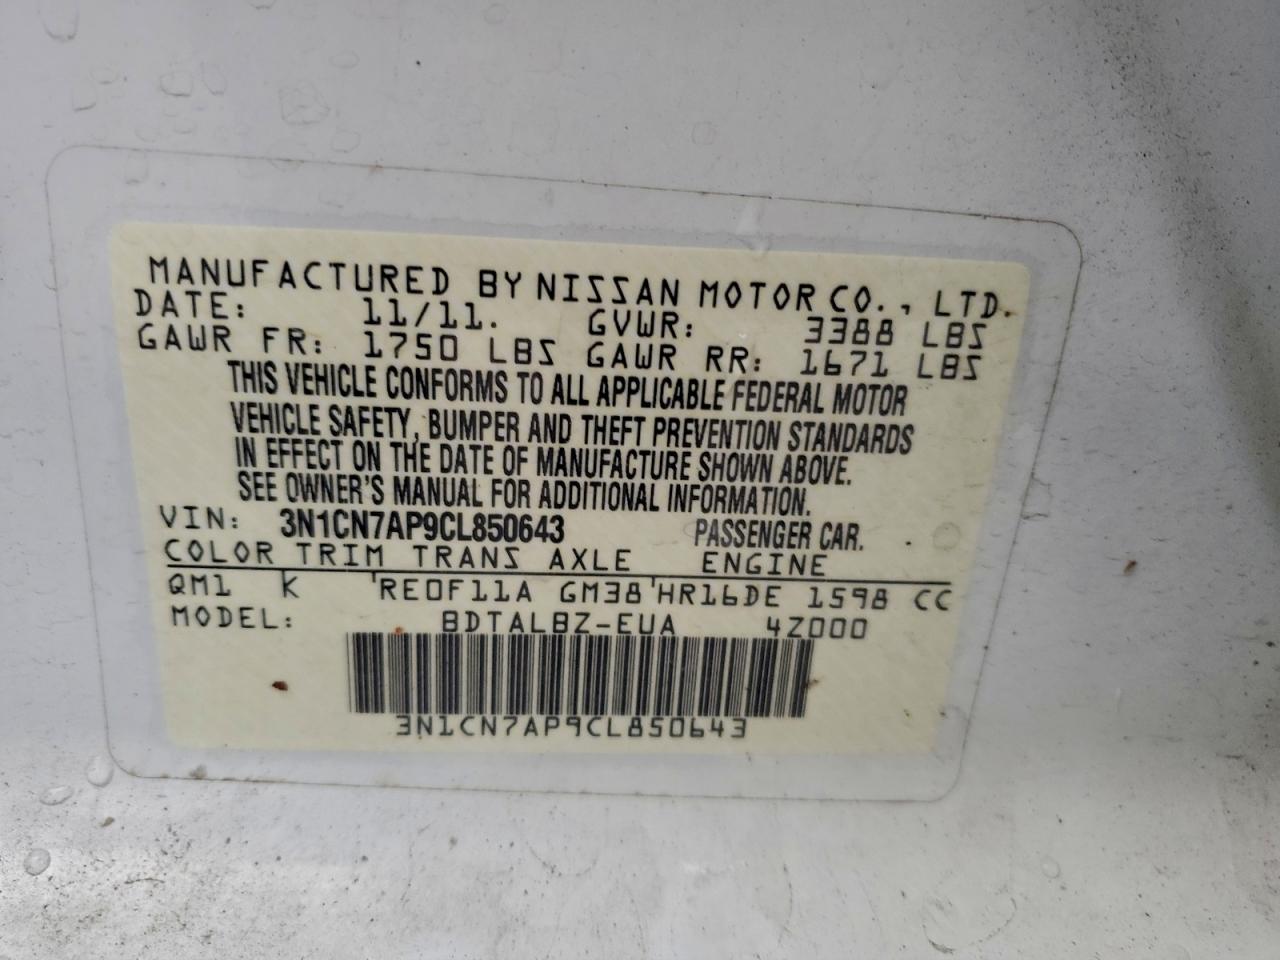 MANUFACTURED BY NISSAN MOTOR CO., LTD.
DATE: 11/11. GVWR: 3388 LBS
GAWR FR: 1750 LBS GAWR RR: 1671 LBS
THIS VEHICLE CONFORMS TO ALL APPLICABLE FEDERAL MOTOR
VEHICLE SAFETY, BUMPER AND THEFT PREVENTION STANDARDS
IN EFFECT ON THE DATE OF MANUFACTURE SHOWN ABOVE.
SEE OWNER'S MANUAL FOR ADDITIONAL INFORMATION.
VIN: 3N1CN7AP9CL850643 PASSENGER CAR.
COLOR TRIM TRANS AXLE ENGINE
QM1 K RE0F11A GM38 HR16DE 1598 CC
MODEL: BDTALBZ-EUA 4Z000
3N1CN7AP9CL850643